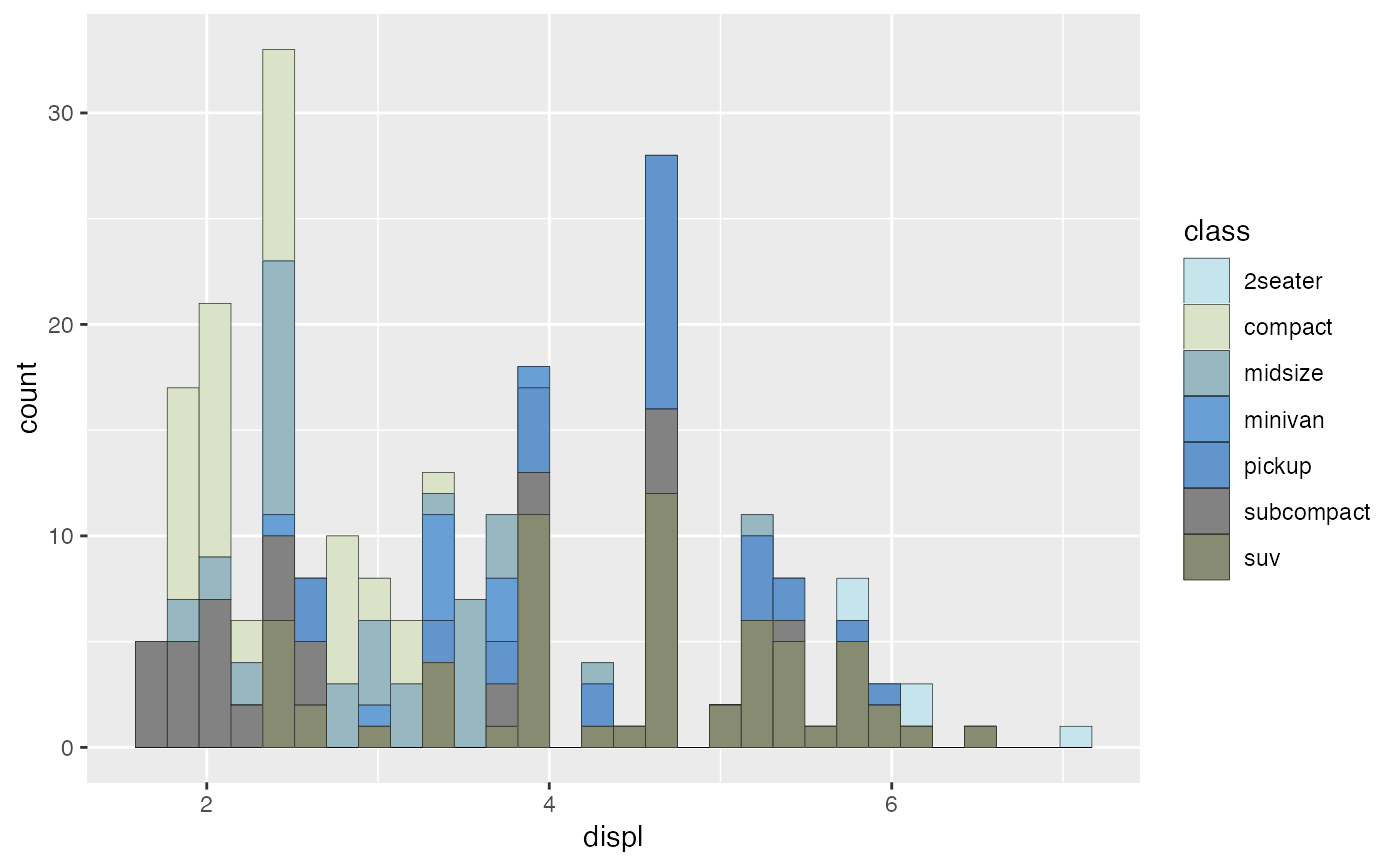 30
20
10
0
count
2
4
6
displ
class
2seater
compact
midsize
minivan
pickup
subcompact
suv